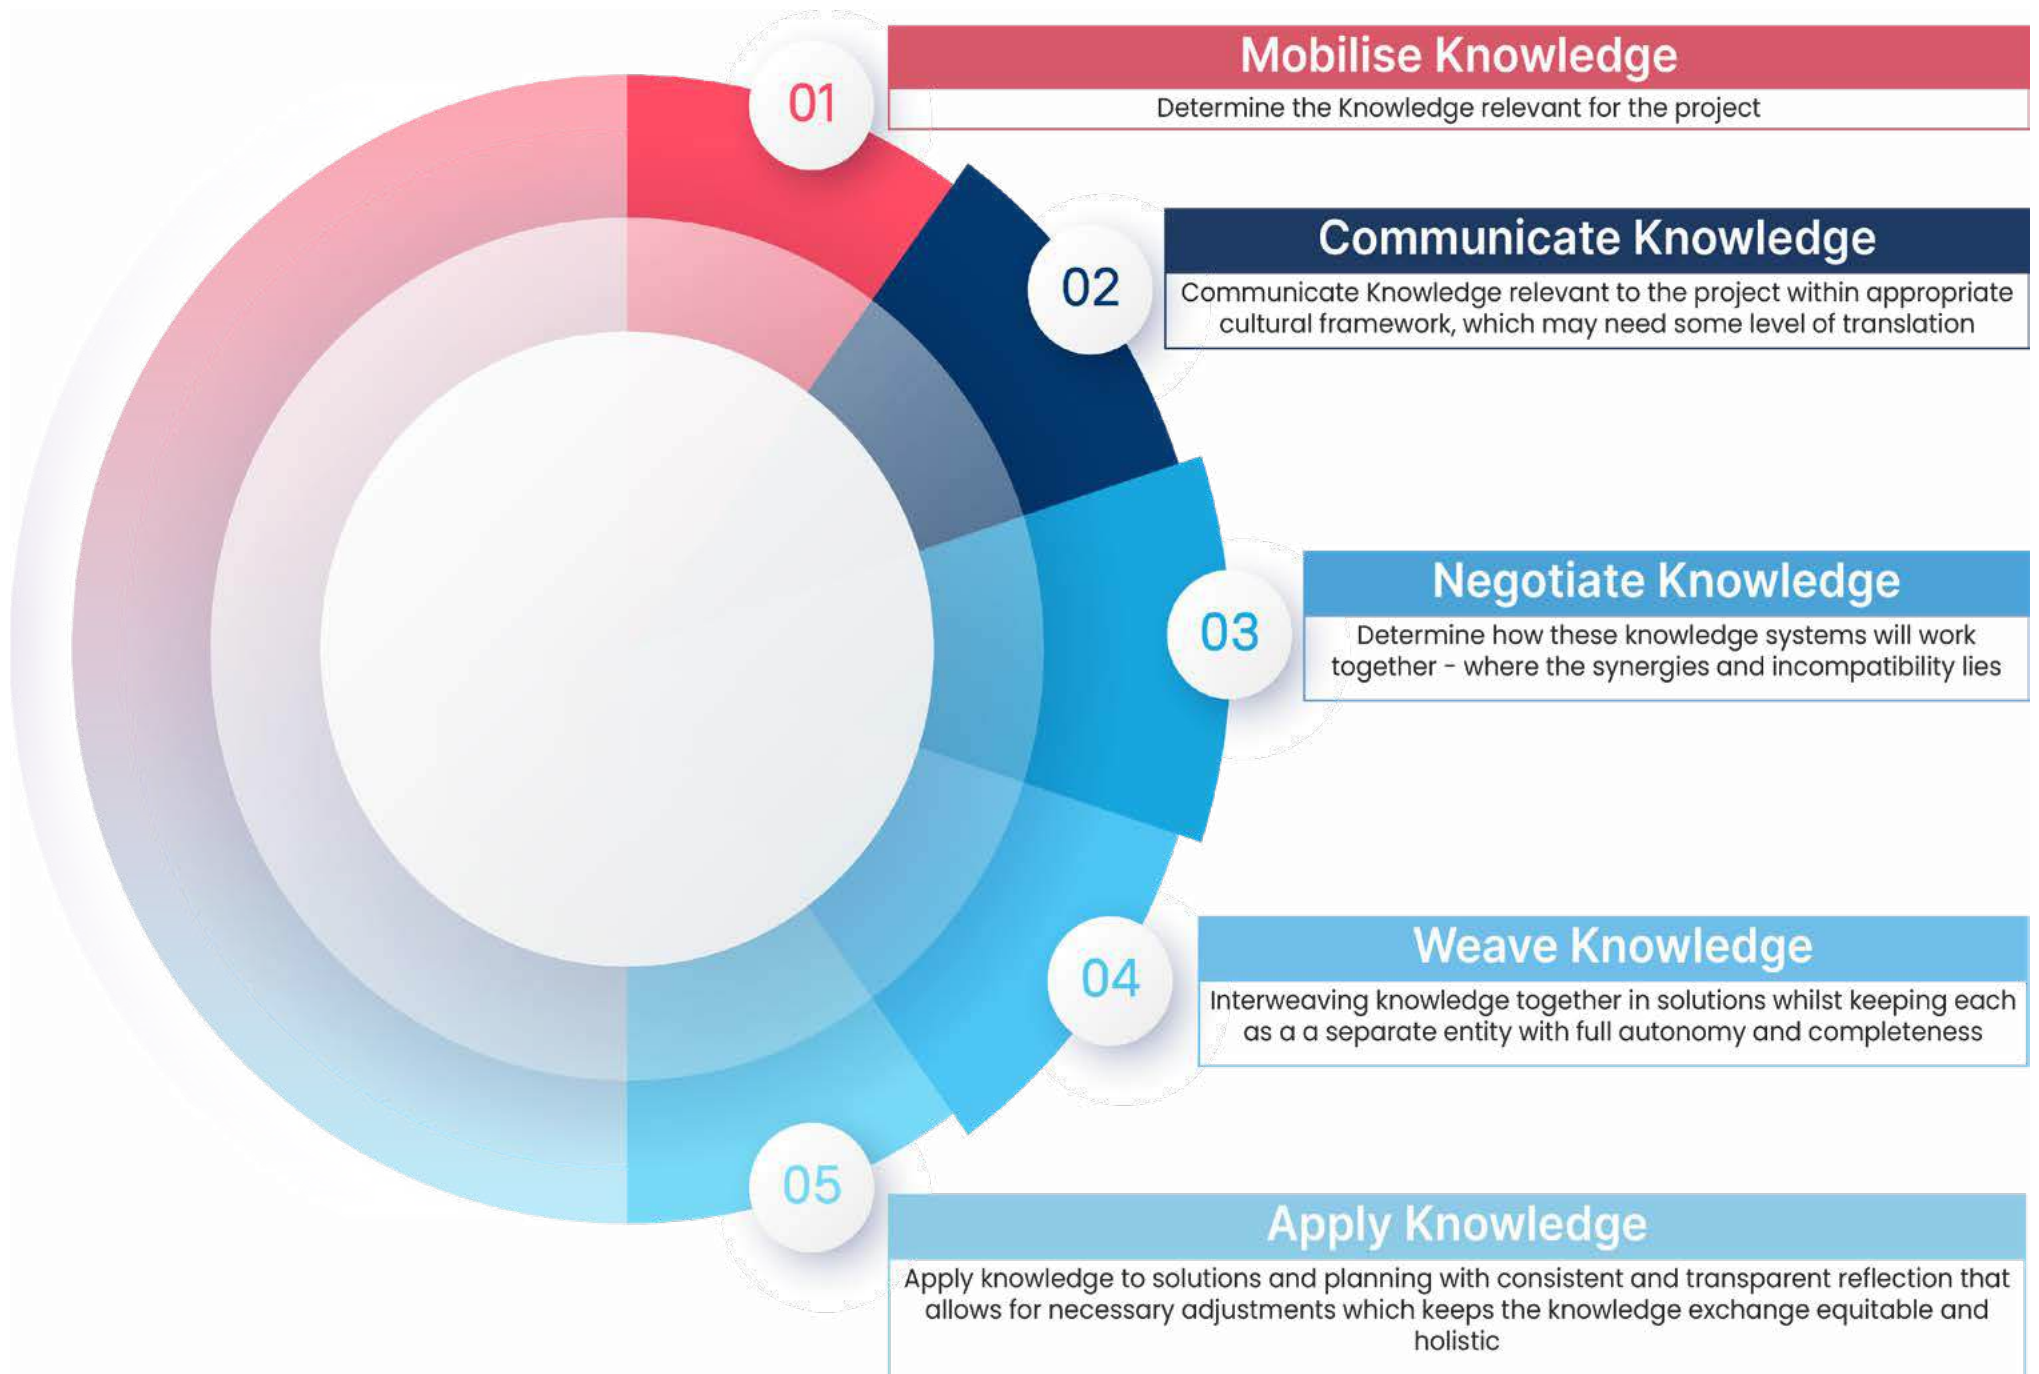 01
Mobilise Knowledge
Determine the Knowledge relevant for the project
02
Communicate Knowledge
Communicate Knowledge relevant to the project within appropriate
cultural framework, which may need some level of translation
03
Negotiate Knowledge
Determine how these knowledge systems will work
together - where the synergies and incompatibility lies
04
Weave Knowledge
Interweaving knowledge together in solutions whilst keeping each
as a a separate entity with full autonomy and completeness
05
Apply Knowledge
Apply knowledge to solutions and planning with consistent and transparent reflection that
allows for necessary adjustments which keeps the knowledge exchange equitable and
holistic